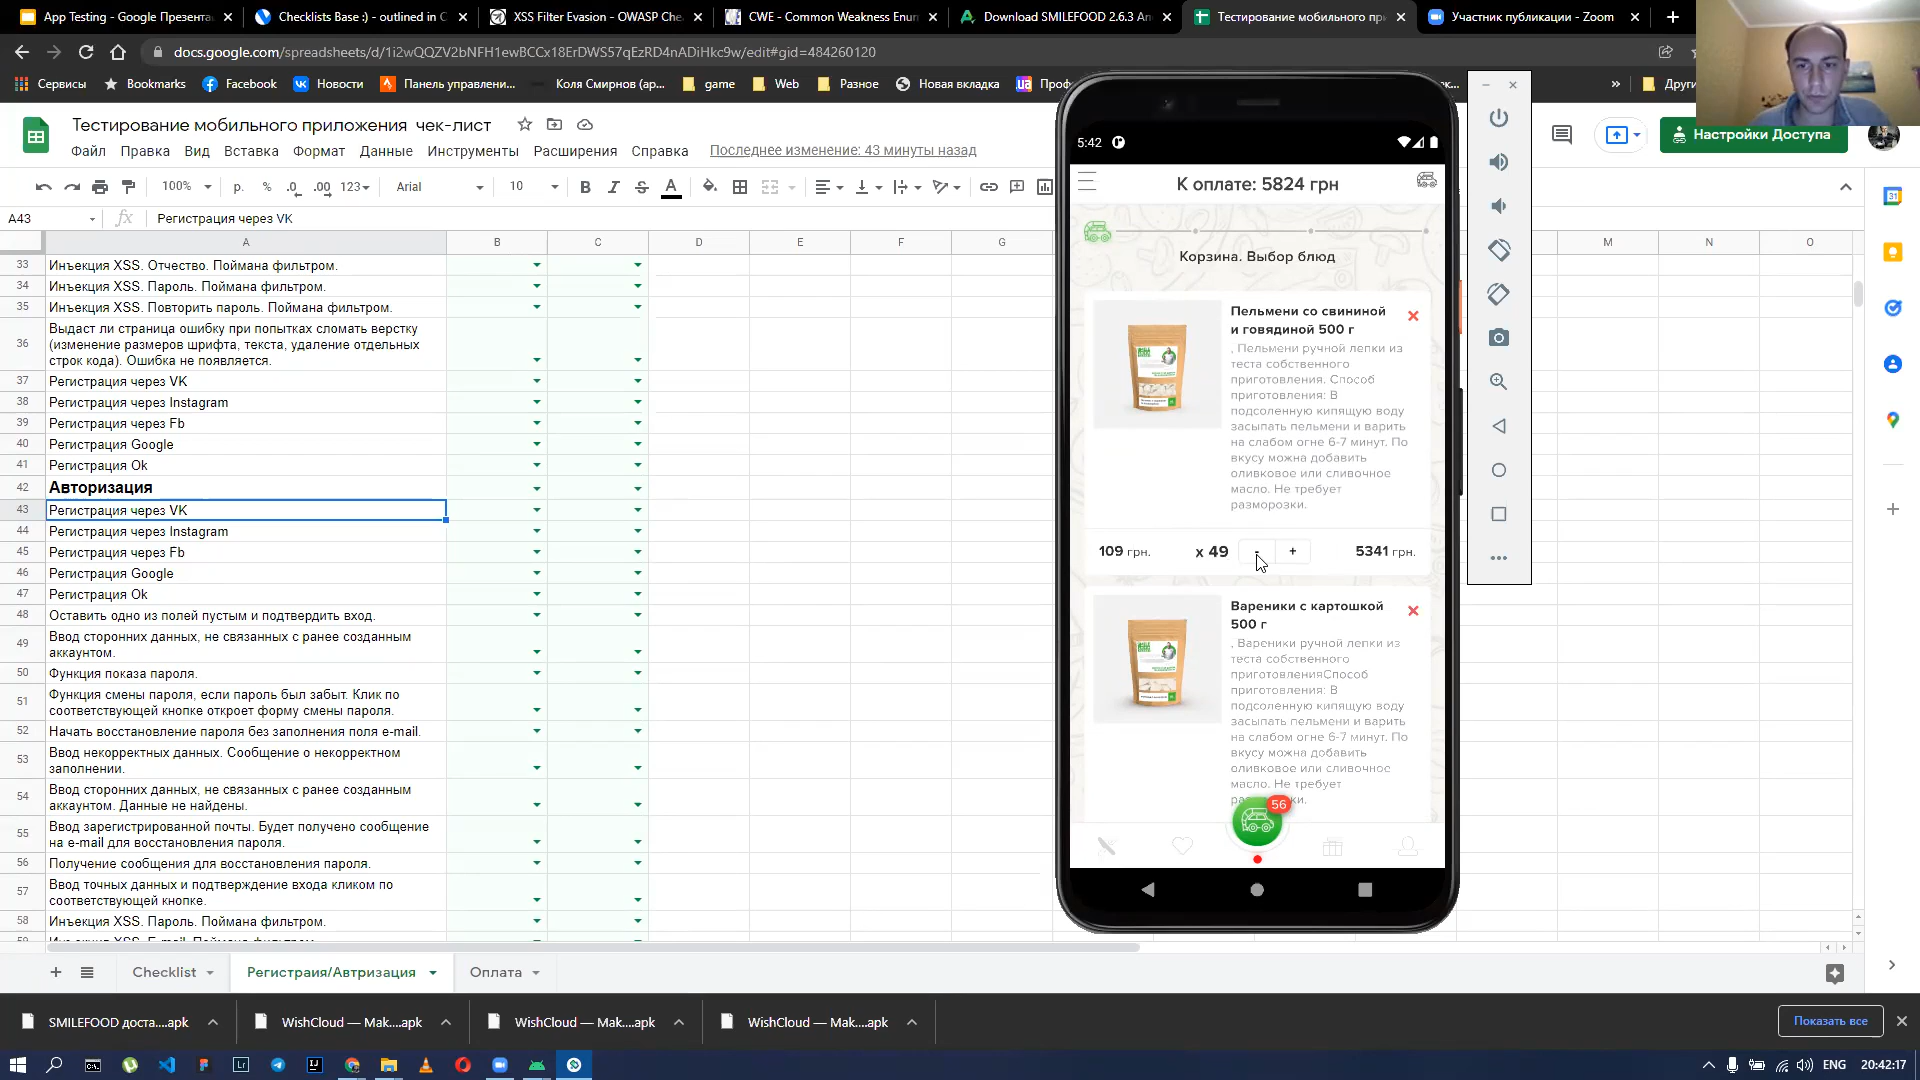 App Testing - Google Презентац
Checklists Base :) - outlined in C
XSS Filter Evasion - OWASP Che
CWE - Common Weakness Enum
Download SMILEFOOD 2.6.3 An
Тестирование мобильного при
Участник публикации - Zoom
docs.google.com/spreadsheets/d/1i2wQQZV2bNFH1ewBCCx18ErDWS57qEzRD4nADiHkc9w/edit#gid=484260120
Сервисы
Bookmarks
Facebook
Новости
Панель управлени...
Коля Смирнов (ар...
game
Web
Разное
Новая вкладка
Проф
Други
Тестирование мобильного приложения чек-лист
Файл Правка Вид Вставка Формат Данные Инструменты Расширения Справка Последнее изменение: 43 минуты назад
Настройки Доступа
100% р. % .0 .00 123 Arial 10 B I S A
A43 fx Регистрация через VK
A B C D E F G M N O
33 Инъекция XSS. Отчество. Поймана фильтром.
34 Инъекция XSS. Пароль. Поймана фильтром.
35 Инъекция XSS. Повторить пароль. Поймана фильтром.
Выдаст ли страница ошибку при попытках сломать верстку
36 (изменение размеров шрифта, текста, удаление отдельных
строк кода). Ошибка не появляется.
37 Регистрация через VK
38 Регистрация через Instagram
39 Регистрация через Fb
40 Регистрация Google
41 Регистрация Ok
42 Авторизация
43 Регистрация через VK
44 Регистрация через Instagram
45 Регистрация через Fb
46 Регистрация Google
47 Регистрация Ok
48 Оставить одно из полей пустым и подтвердить вход.
49 Ввод сторонних данных, не связанных с ранее созданным
аккаунтом.
50 Функция показа пароля.
51 Функция смены пароля, если пароль был забыт. Клик по
соответствующей кнопке откроет форму смены пароля.
52 Начать восстановление пароля без заполнения поля e-mail.
53 Ввод некорректных данных. Сообщение о некорректном
заполнении.
54 Ввод сторонних данных, не связанных с ранее созданным
аккаунтом. Данные не найдены.
55 Ввод зарегистрированной почты. Будет получено сообщение
на e-mail для восстановления пароля.
56 Получение сообщения для восстановления пароля.
57 Ввод точных данных и подтверждение входа кликом по
соответствующей кнопке.
58 Инъекция XSS. Пароль. Поймана фильтром.
5:42
К оплате: 5824 грн
Корзина. Выбор блюд
Пельмени со свининой
и говядиной 500 г
, Пельмени ручной лепки из
теста собственного
приготовления. Способ
приготовления: В
подсоленную кипящую воду
засыпать пельмени и варить
на слабом огне 6-7 минут. По
вкусу можна добавить
оливковое или сливочное
масло. Не требует
разморозки.
109 грн. x 49 - + 5341 грн.
Вареники с картошкой
500 г
, Вареники ручной лепки из
теста собственного
приготовленияСпособ
приготовления: В
подсоленную кипящую воду
засыпать пельмени и варить
на слабом огне 6-7 минут. По
вкусу можна добавить
оливковое или сливочное
масло. Не требует
56
Checklist
Регистраия/Автризация
Оплата
SMILEFOOD доста....apk
WishCloud — Mak....apk
WishCloud — Mak....apk
WishCloud — Mak....apk
Показать все
ENG 20:42:17